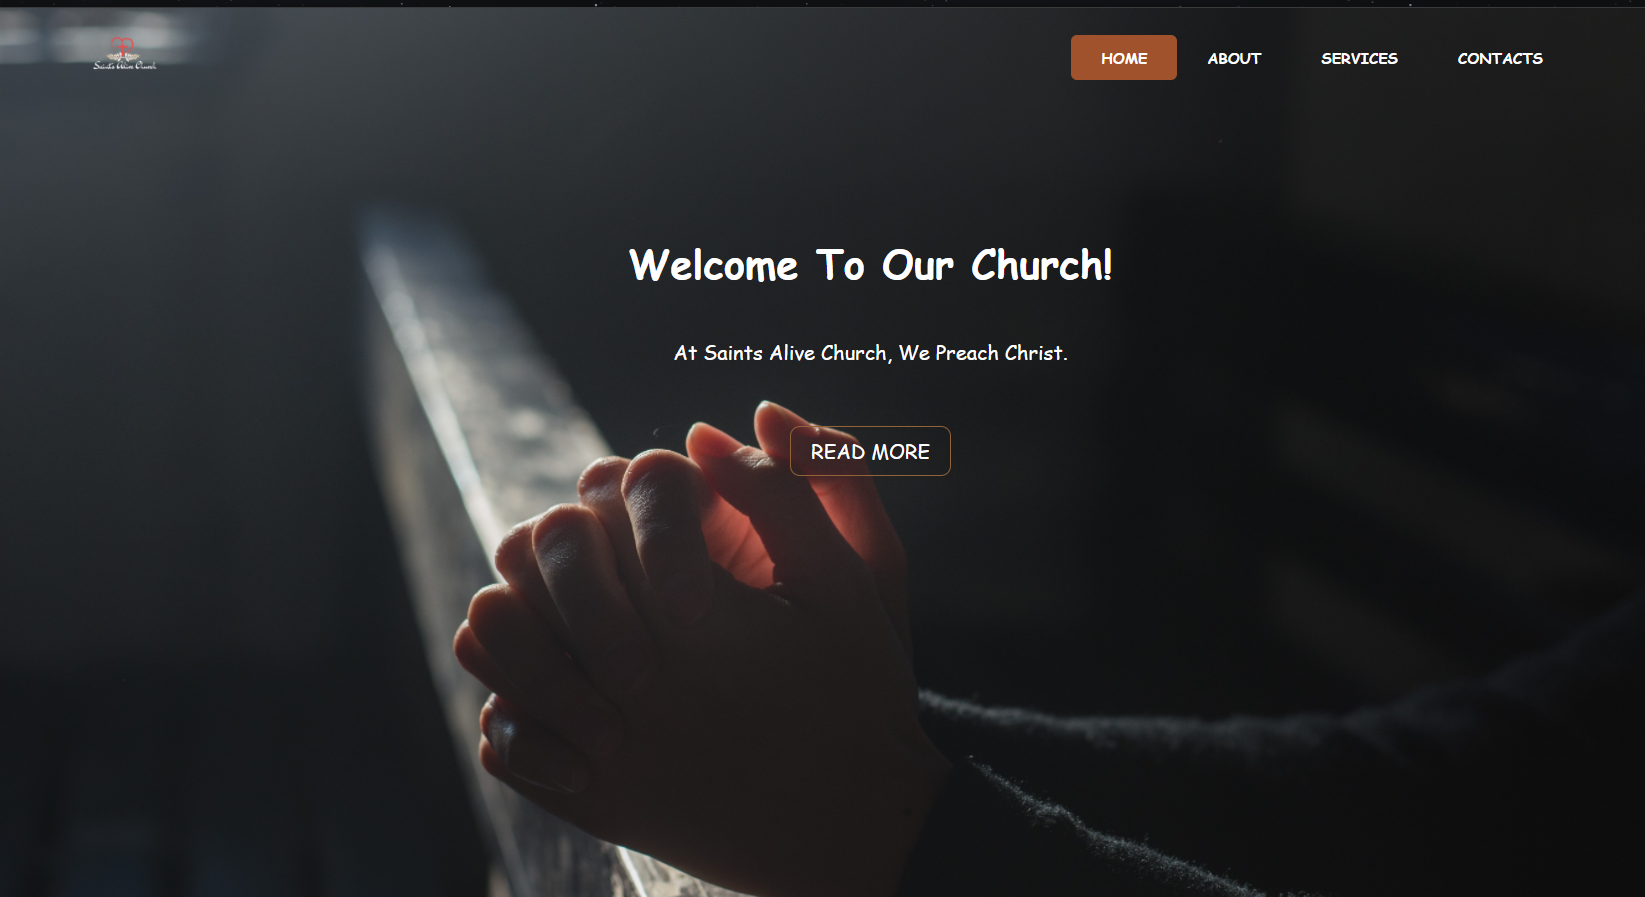 Saints Alive Church
HOME ABOUT SERVICES CONTACTS
Welcome To Our Church!
At Saints Alive Church, We Preach Christ.
READ MORE